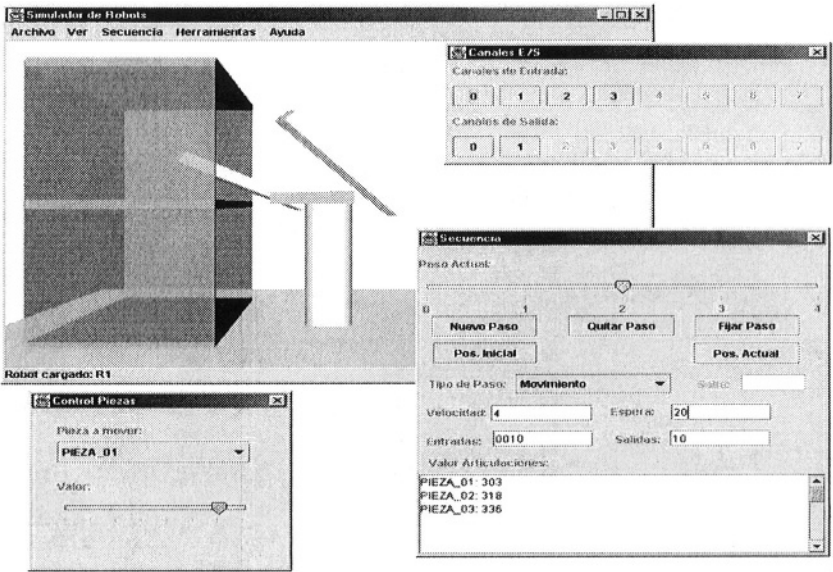 Simulador de Robots
Archivo Ver Secuencia Herramientas Ayuda
Robot cargado: R1
Canales E/S
Canales de Entrada:
0 1 2 3 4 5 6 7
Canales de Salida:
0 1 2 3 4 5 6 7
Secuencia
Paso Actual:
0 1 2 3 4
Nuevo Paso Quitar Paso Fijar Paso
Pos. Inicial Pos. Actual
Tipo de Paso: Movimiento Salto:
Velocidad: 4 Espera: 20
Entradas: 0010 Salidas: 10
Valor Articulaciones:
PIEZA_01: 303
PIEZA_02: 318
PIEZA_03: 336
Control Piezas
Pieza a mover:
PIEZA_01
Valor: